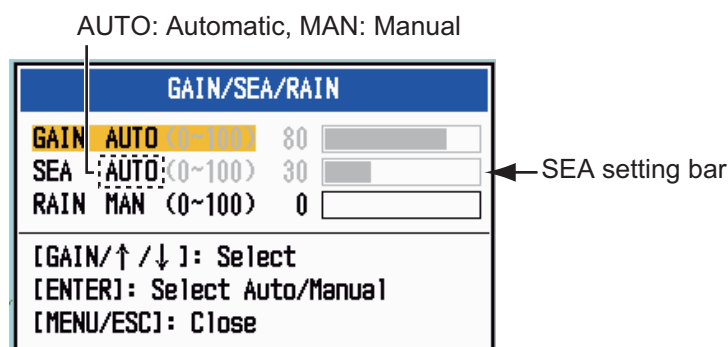 AUTO: Automatic, MAN: Manual
GAIN/SEA/RAIN
GAIN AUTO (0~100) 80
SEA AUTO (0~100) 30
SEA setting bar
RAIN MAN (0~100) 0
[GAIN/↑/↓]: Select
[ENTER]: Select Auto/Manual
[MENU/ESC]: Close